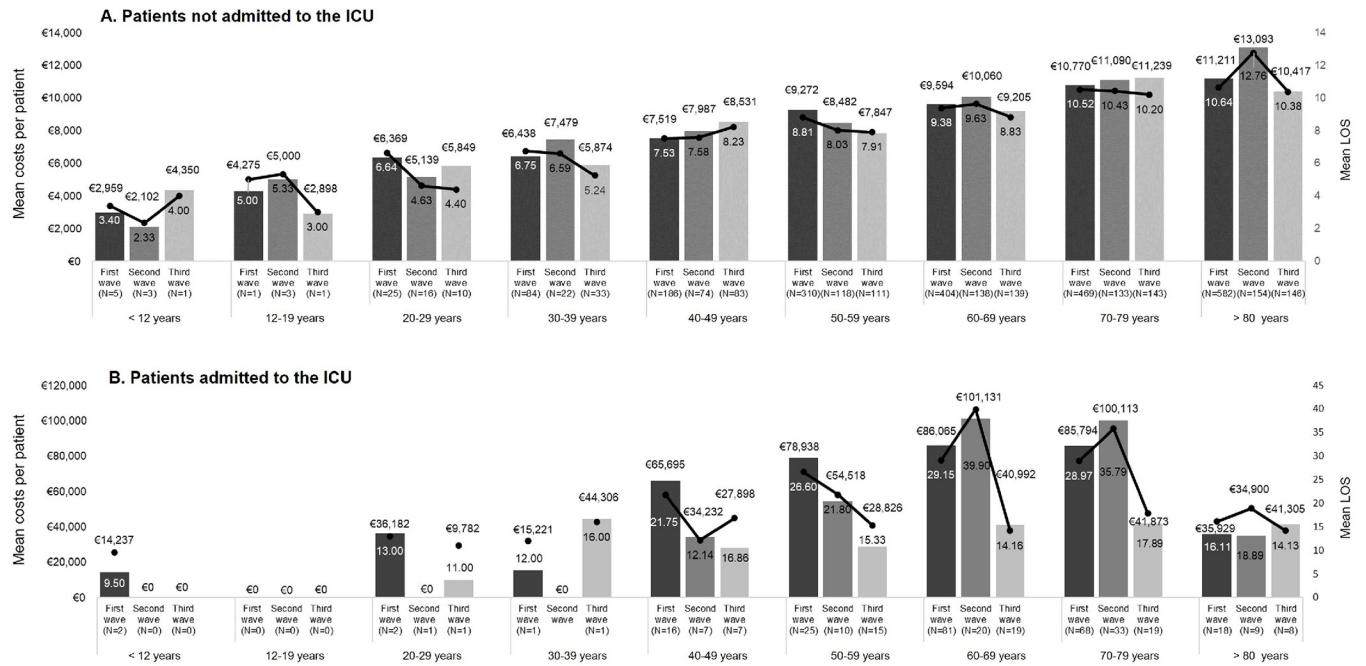 A. Patients not admitted to the ICU
Mean costs per patient
€14,000
€12,000
€10,000
€8,000
€6,000
€4,000
€2,000
€0
€2,959 €2,102 €4,350 €4,275 €5,000 €2,898 €6,369 €5,139 €5,849 €6,438 €7,479 €5,874 €7,519 €7,987 €8,531 €9,272 €8,482 €7,847 €9,594 €10,060 €9,205 €10,770 €11,090 €11,239 €11,211 €13,093 €10,417
3.40 2.33 4.00 5.00 5.33 3.00 6.64 4.63 4.40 6.75 6.59 5.24 7.53 7.58 8.23 8.81 8.03 7.91 9.38 9.63 8.83 10.52 10.43 10.20 10.64 12.76 10.38
14
12
10
8
6
4
2
0
Mean LOS
First Second Third First Second Third First Second Third First Second Third First Second Third First Second Third First Second Third First Second Third First Second Third
wave wave wave wave wave wave wave wave wave wave wave wave wave wave wave wave wave wave wave wave wave wave wave wave wave wave wave
(N=5) (N=3) (N=1) (N=1) (N=3) (N=1) (N=25) (N=16) (N=10) (N=84) (N=22) (N=33) (N=186) (N=74) (N=83) (N=310)(N=118)(N=111) (N=404)(N=138)(N=139) (N=469)(N=133)(N=143) (N=582)(N=154)(N=146)
< 12 years 12-19 years 20-29 years 30-39 years 40-49 years 50-59 years 60-69 years 70-79 years > 80 years
B. Patients admitted to the ICU
Mean costs per patient
€120,000
€100,000
€80,000
€60,000
€40,000
€20,000
€0
€14,237 €0 €0 €0 €0 €0 €36,182 €0 €9,782 €15,221 €0 €44,306 €65,695 €34,232 €27,898 €78,938 €54,518 €28,826 €86,065 €101,131 €40,992 €85,794 €100,113 €41,873 €35,929 €34,900 €41,305
9.50 13.00 11.00 12.00 16.00 21.75 12.14 16.86 26.60 21.80 15.33 29.15 39.90 14.16 28.97 35.79 17.89 16.11 18.89 14.13
45
40
35
30
25
20
15
10
5
0
Mean LOS
First Second Third First Second Third First Second Third First Second Third First Second Third First Second Third First Second Third First Second Third First Second Third
wave wave wave wave wave wave wave wave wave wave wave wave wave wave wave wave wave wave wave wave wave wave wave wave wave wave wave
(N=2) (N=0) (N=0) (N=0) (N=0) (N=0) (N=2) (N=1) (N=1) (N=1) (N=1) (N=16) (N=7) (N=7) (N=25) (N=10) (N=15) (N=81) (N=20) (N=19) (N=68) (N=33) (N=19) (N=18) (N=9) (N=8)
< 12 years 12-19 years 20-29 years 30-39 years 40-49 years 50-59 years 60-69 years 70-79 years > 80 years